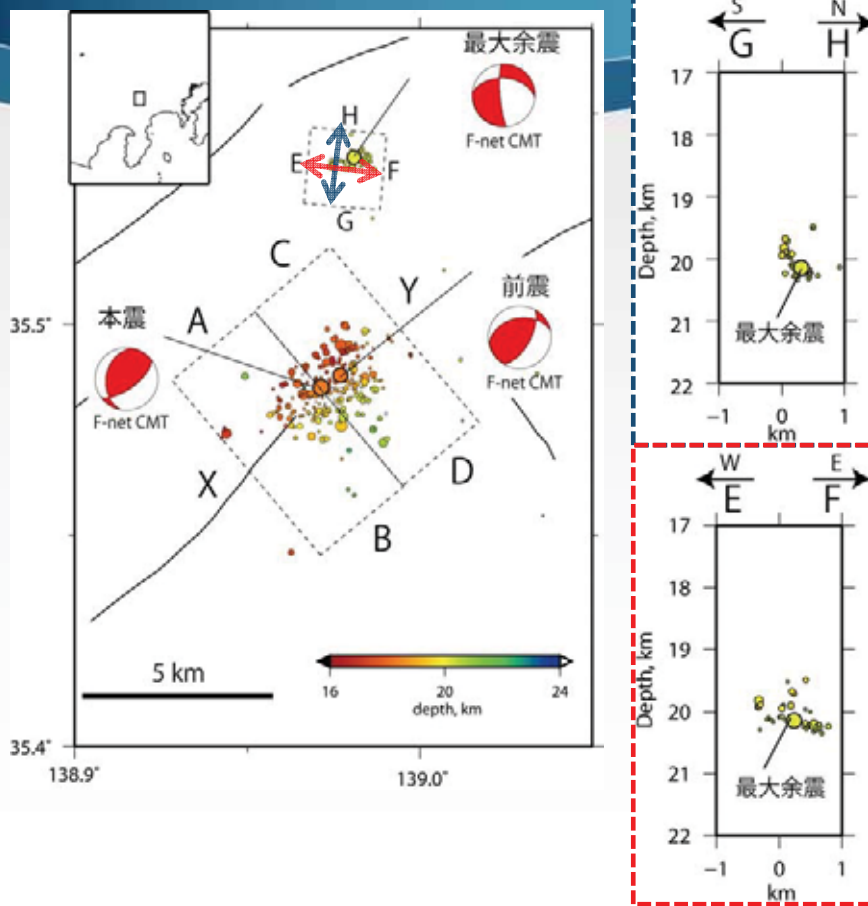 最大余震
F-net CMT
H
E
F
G
C
Y
前震
F-net CMT
35.5°
本震
A
F-net CMT
X
D
B
5 km
16
20
24
depth, km
35.4°
138.9°
139.0°
S
N
G
H
17
18
19
20
21
22
Depth, km
最大余震
−1
0
1
km
W
E
E
F
17
18
19
20
21
22
Depth, km
最大余震
−1
0
1
km